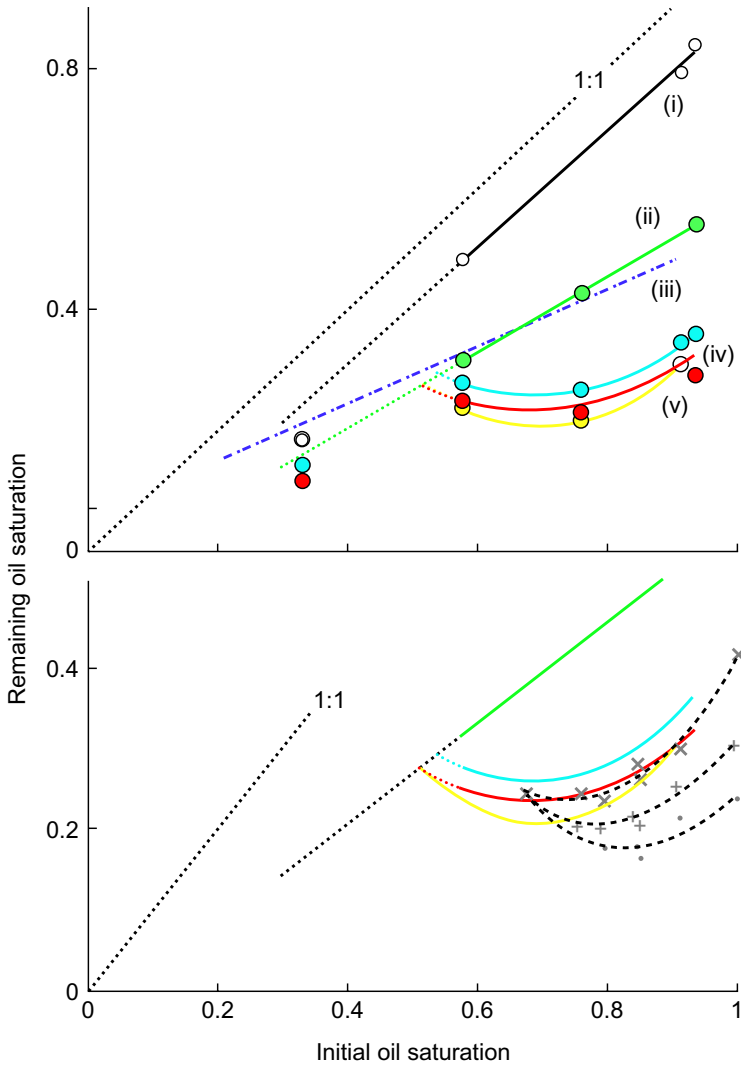 0.8
1:1
(i)
(ii)
0.4
(iii)
(iv)
(v)
0
Remaining oil saturation
0.4
1:1
0.2
0
0
0.2
0.4
0.6
0.8
1
Initial oil saturation